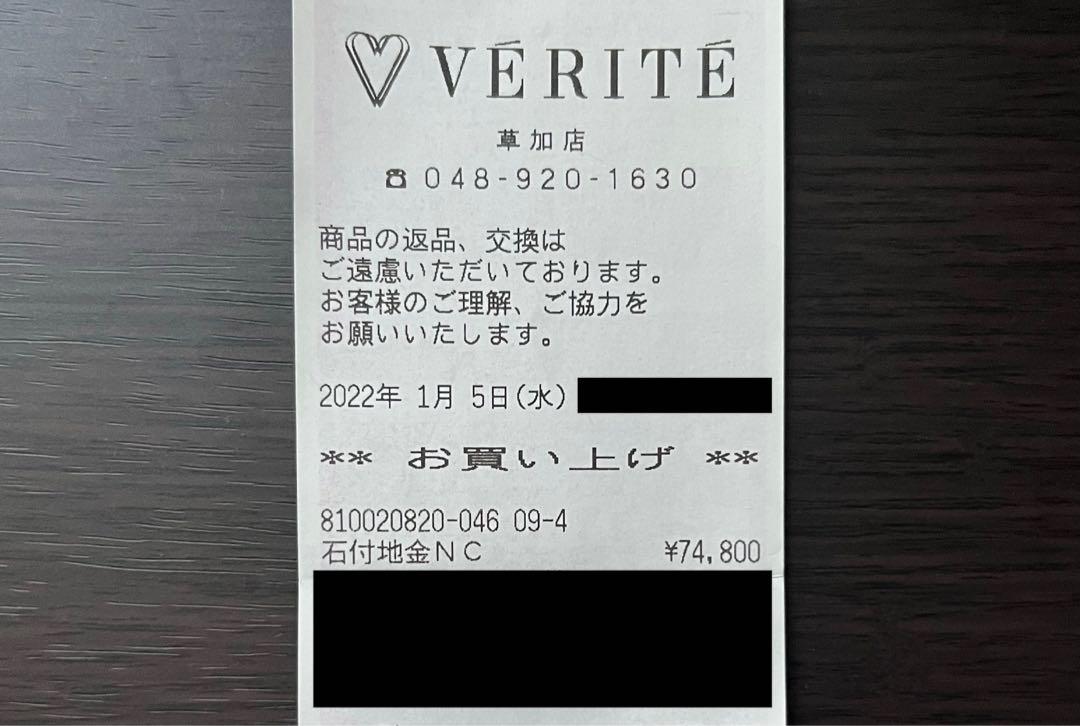 VÉRITÉ
草加店
☎048-920-1630
商品の返品、交換は
ご遠慮いただいております。
お客様のご理解、ご協力を
お願いいたします。
2022年 1月 5日(水)
** お買い上げ **
810020820-046 09-4
石付地金NC ¥74,800